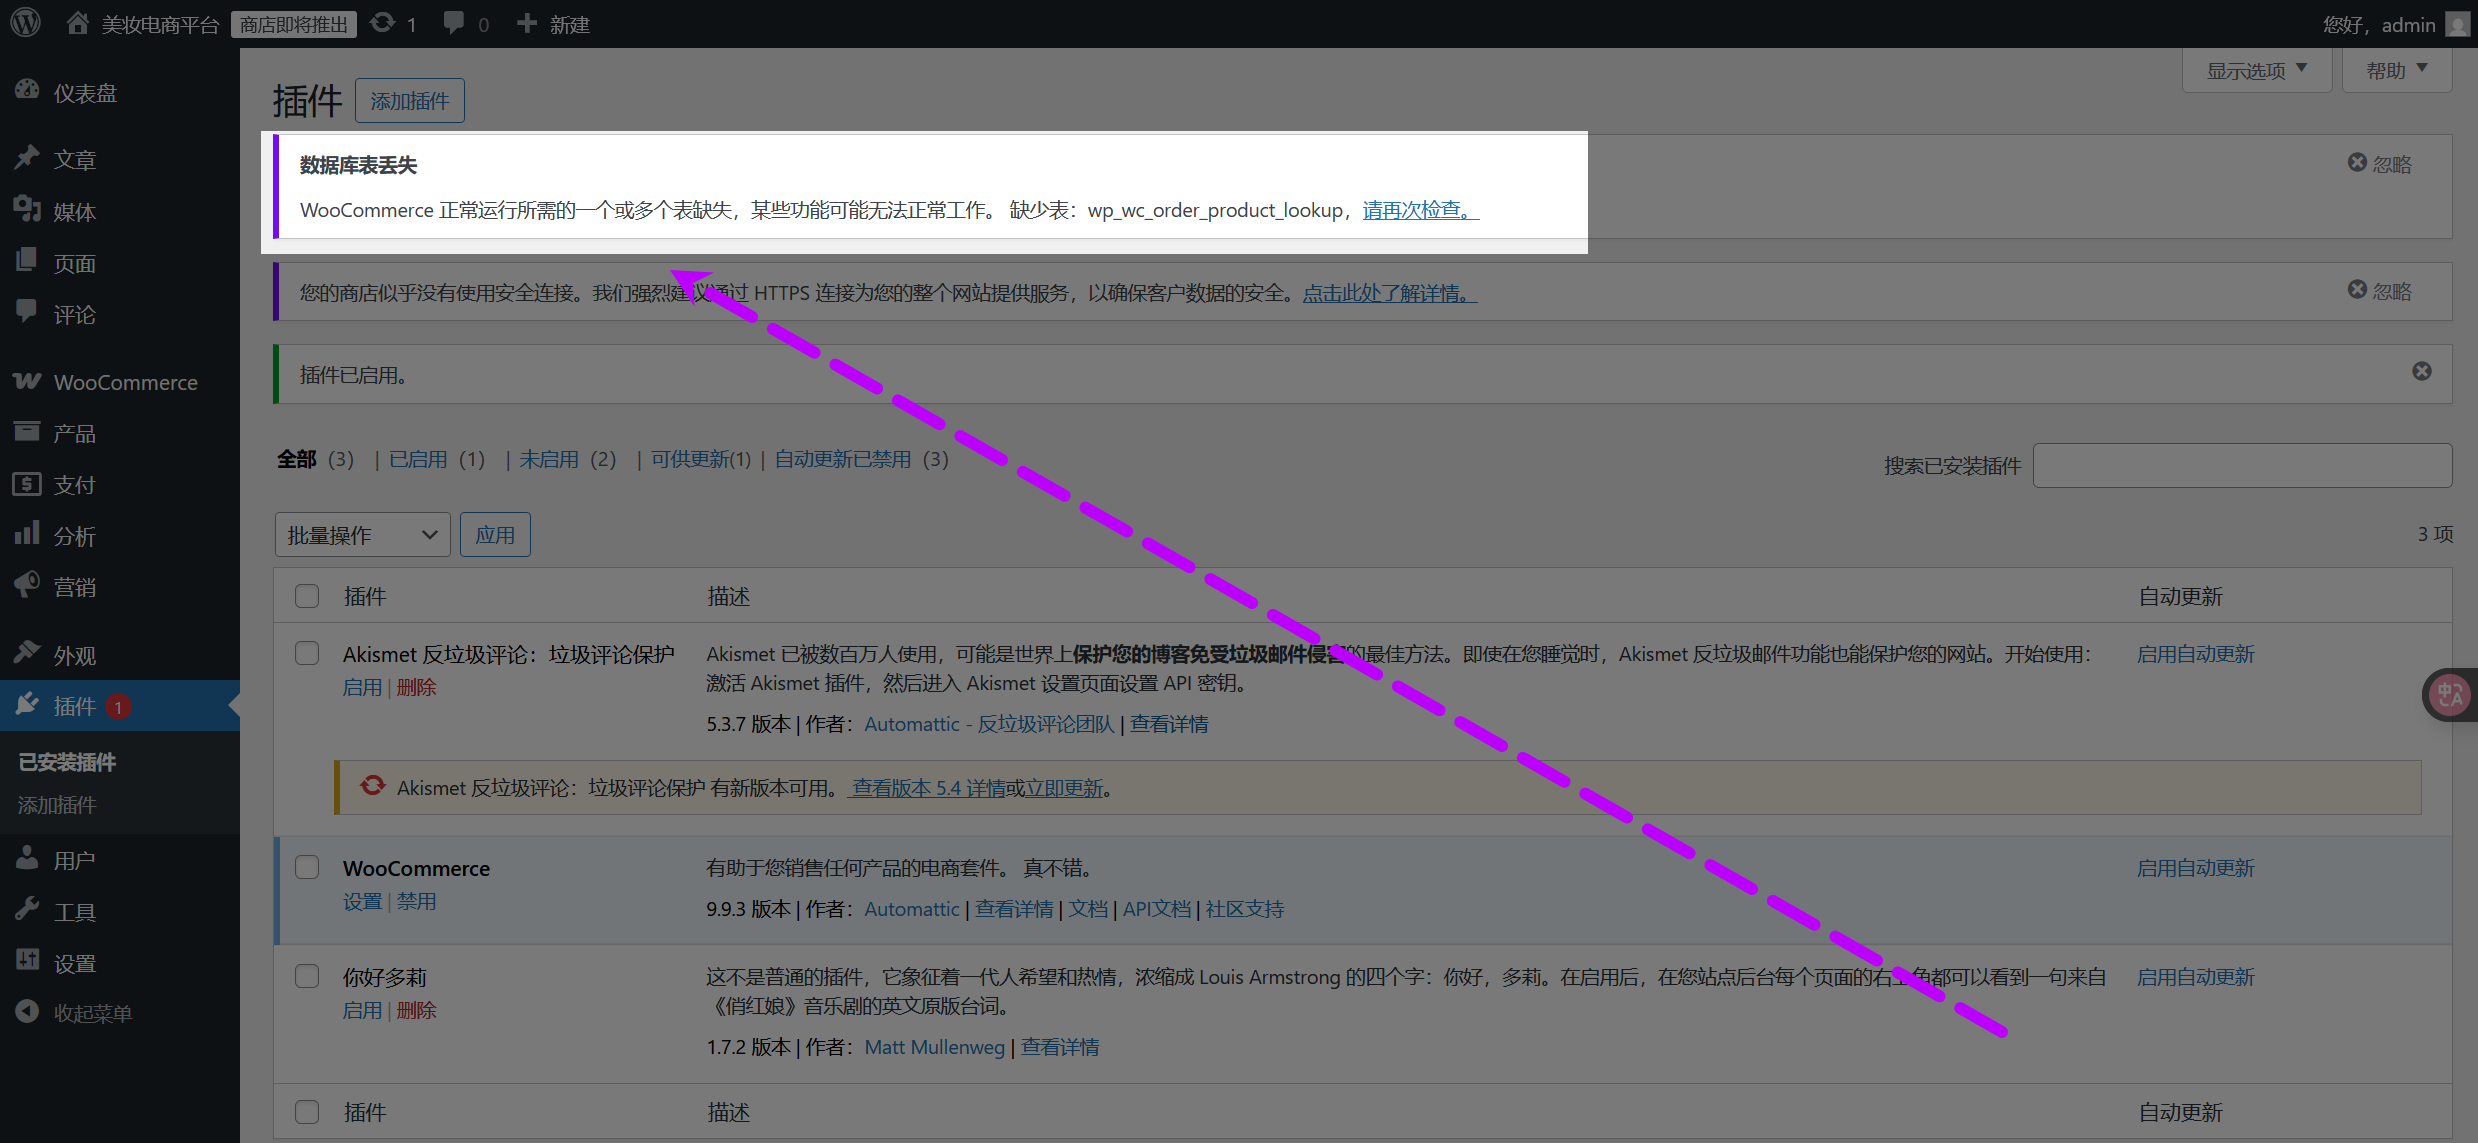 美妆电商平台 商店即将推出 1 0 新建 您好，admin
显示选项 帮助
仪表盘
文章
媒体
页面
评论
WooCommerce
产品
支付
分析
营销
外观
插件 1
已安装插件
添加插件
用户
工具
设置
收起菜单
插件 添加插件
数据库表丢失
忽略
WooCommerce 正常运行所需的一个或多个表缺失，某些功能可能无法正常工作。 缺少表：wp_wc_order_product_lookup，请再次检查。
您的商店似乎没有使用安全连接。我们强烈建议通过 HTTPS 连接为您的整个网站提供服务，以确保客户数据的安全。点击此处了解详情。
忽略
插件已启用。
全部（3） | 已启用（1） | 未启用（2） | 可供更新(1) | 自动更新已禁用（3）
搜索已安装插件
批量操作 应用
3 项
插件 描述 自动更新
Akismet 反垃圾评论：垃圾评论保护
启用 | 删除
Akismet 已被数百万人使用，可能是世界上保护您的博客免受垃圾邮件侵害的最佳方法。即使在您睡觉时，Akismet 反垃圾邮件功能也能保护您的网站。开始使用：
激活 Akismet 插件，然后进入 Akismet 设置页面设置 API 密钥。
5.3.7 版本 | 作者：Automattic - 反垃圾评论团队 | 查看详情
启用自动更新
Akismet 反垃圾评论：垃圾评论保护 有新版本可用。 查看版本 5.4 详情或立即更新。
WooCommerce
设置 | 禁用
有助于您销售任何产品的电商套件。 真不错。
9.9.3 版本 | 作者：Automattic | 查看详情 | 文档 | API文档 | 社区支持
启用自动更新
你好多莉
启用 | 删除
这不是普通的插件，它象征着一代人希望和热情，浓缩成 Louis Armstrong 的四个字：你好，多莉。在启用后，在您站点后台每个页面的右上角都可以看到一句来自
《俏红娘》音乐剧的英文原版台词。
1.7.2 版本 | 作者：Matt Mullenweg | 查看详情
启用自动更新
插件 描述 自动更新
中 A